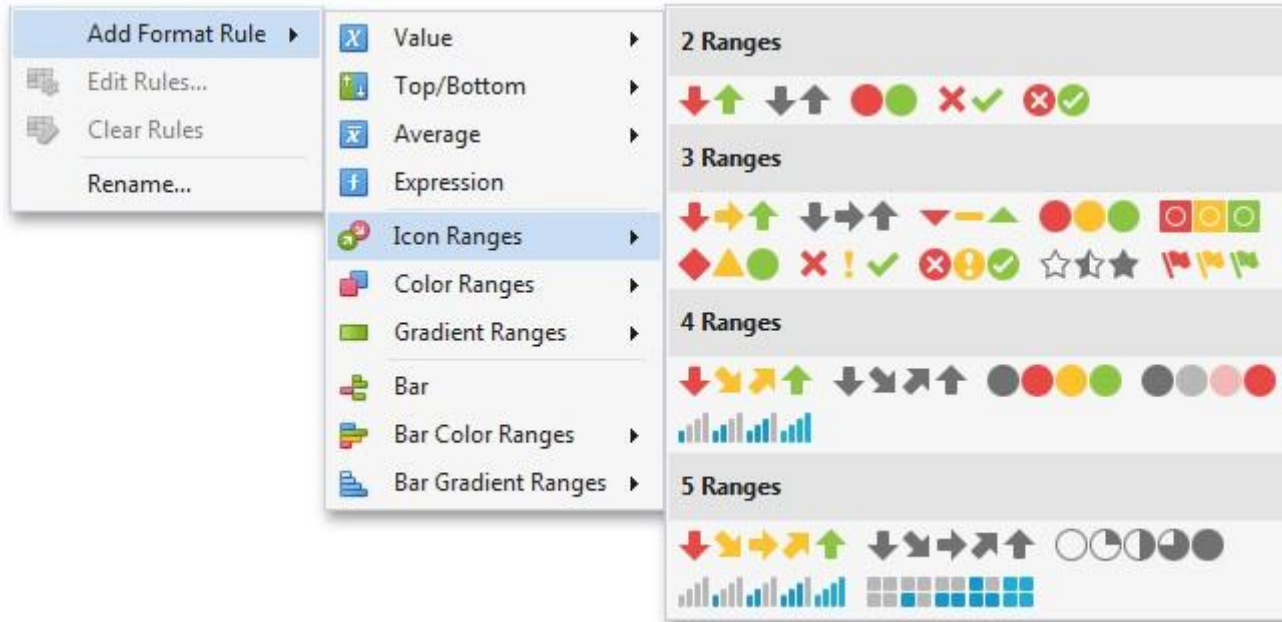 Add Format Rule
Edit Rules...
Clear Rules
Rename...
Value
Top/Bottom
Average
Expression
Icon Ranges
Color Ranges
Gradient Ranges
Bar
Bar Color Ranges
Bar Gradient Ranges
2 Ranges
3 Ranges
4 Ranges
5 Ranges